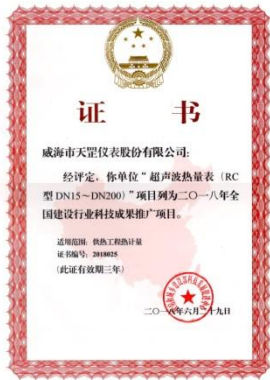 证 书
威海市天罡仪表股份有限公司:
经评定，你单位“超声波热量表（RC
型 DN15～DN200）”项目列为二〇一八年全
国建设行业科技成果推广项目。
适用范围: 供热工程热计量
证书编号: 2018025
(此证有效期三年)
二〇一八年六月二十九日